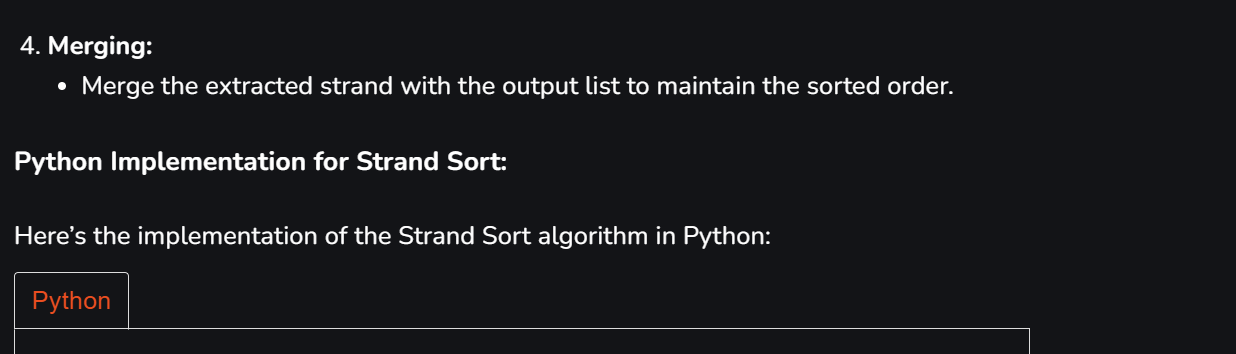 4. Merging:
• Merge the extracted strand with the output list to maintain the sorted order.
Python Implementation for Strand Sort:
Here’s the implementation of the Strand Sort algorithm in Python:
Python